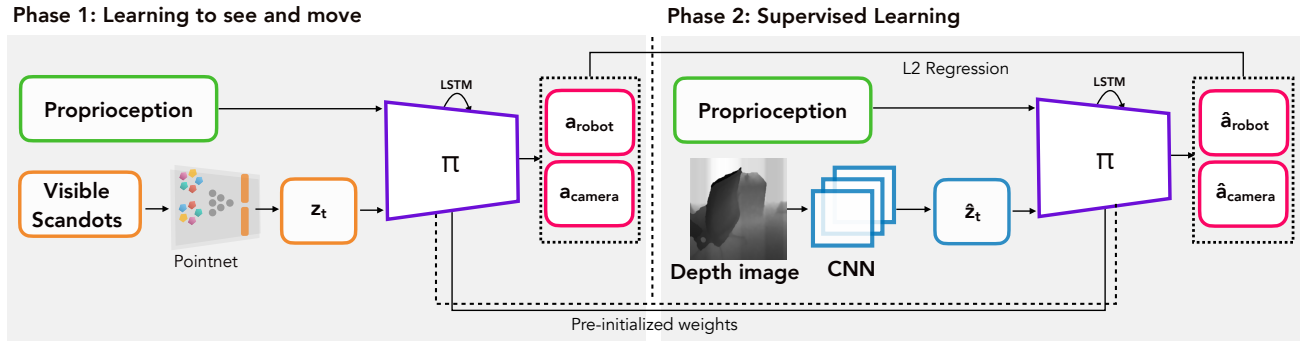 Phase 1: Learning to see and move
Proprioception
Visible
Scandots
Pointnet
z_t
LSTM
π
a_robot
a_camera
Phase 2: Supervised Learning
L2 Regression
Proprioception
Depth image
CNN
ẑ_t
LSTM
π
â_robot
â_camera
Pre-initialized weights